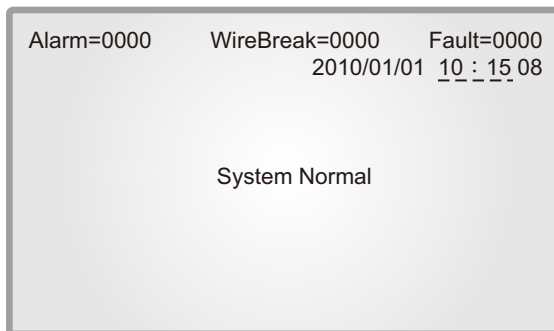 Alarm=0000 WireBreak=0000 Fault=0000
2010/01/01 10 : 15 08
System Normal